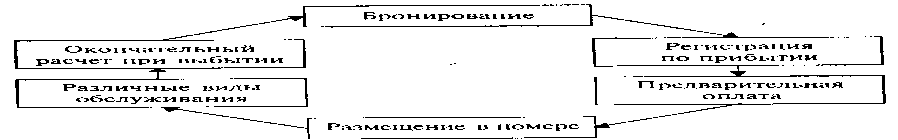 Бронирование
Окончательный
расчет при выбытии
Регистрация
по прибытии
Различные виды
обслуживания
Предварительная
оплата
Размещение в номере